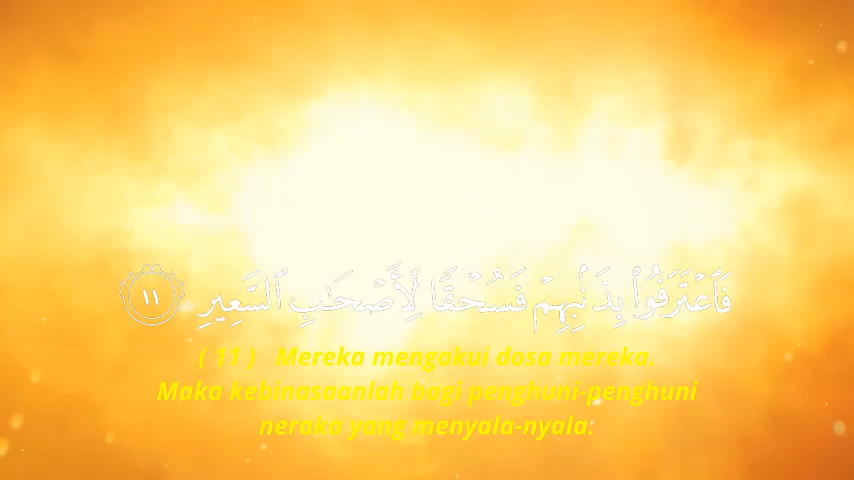 فَٱعْتَرَفُوا۟ بِذَنۢبِهِمْ فَسُحْقًا لِّأَصْحَـٰبِ ٱلسَّعِيرِ ١١
( 11 ) Mereka mengakui dosa mereka.
Maka kebinasaanlah bagi penghuni-penghuni
neraka yang menyala-nyala: